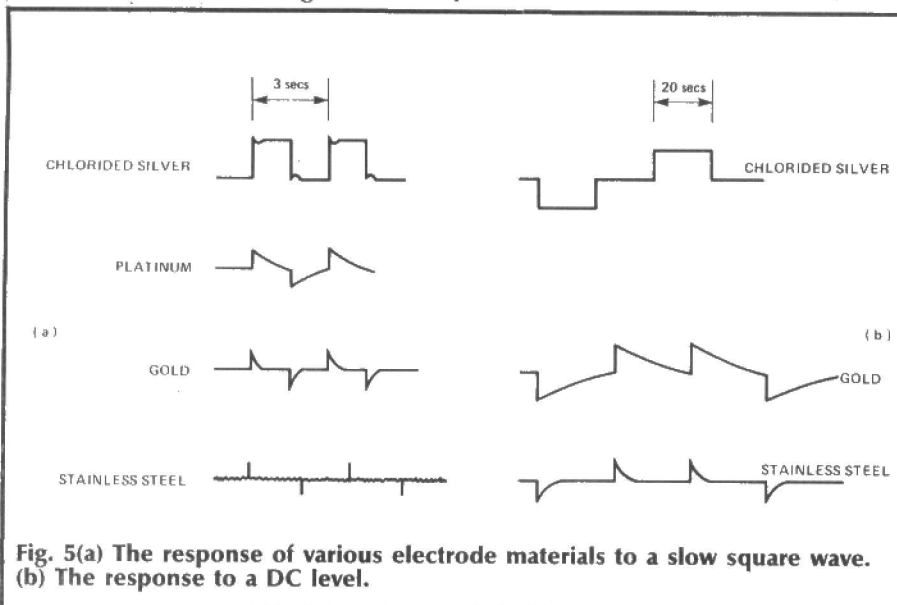 3 secs
20 secs
CHLORIDED SILVER
CHLORIDED SILVER
PLATINUM
(a)
(b)
GOLD
GOLD
STAINLESS STEEL
STAINLESS STEEL
Fig. 5(a) The response of various electrode materials to a slow square wave.
(b) The response to a DC level.